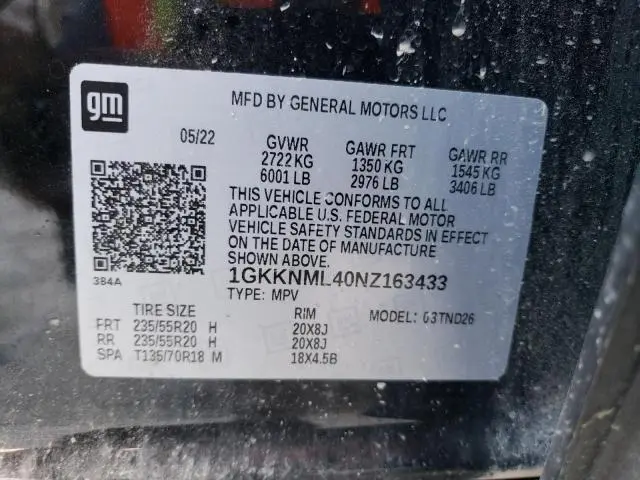 gm
MFD BY GENERAL MOTORS LLC
05/22 GVWR GAWR FRT GAWR RR
2722 KG 1350 KG 1545 KG
6001 LB 2976 LB 3406 LB
THIS VEHICLE CONFORMS TO ALL
APPLICABLE U.S. FEDERAL MOTOR
VEHICLE SAFETY STANDARDS IN EFFECT
ON THE DATE OF MANUFACTURE
SHOWN ABOVE.
384A 1GKKNML40NZ163433
TYPE: MPV
TIRE SIZE RIM MODEL: 03TND26
FRT 235/55R20 H 20X8J
RR 235/55R20 H 20X8J
SPA T135/70R18 M 18X4.5B